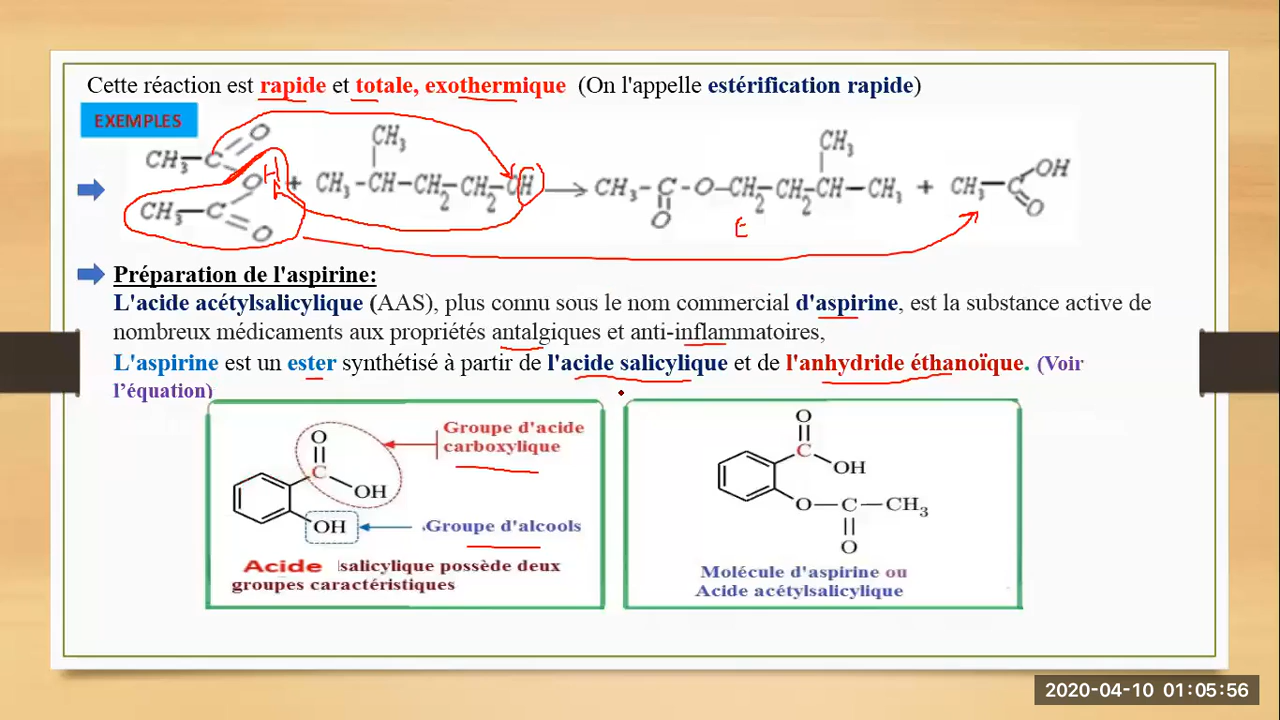 Cette réaction est rapide et totale, exothermique (On l'appelle estérification rapide)
EXEMPLES
CH3-C O O CH3-C O H + CH3-CH-CH2-CH2-OH CH3 → CH3-C-O-CH2-CH2-CH-CH3 O CH3 + CH3-C OH O
E
Préparation de l'aspirine:
L'acide acétylsalicylique (AAS), plus connu sous le nom commercial d'aspirine, est la substance active de
nombreux médicaments aux propriétés antalgiques et anti-inflammatoires,
L'aspirine est un ester synthétisé à partir de l'acide salicylique et de l'anhydride éthanoïque. (Voir
l'équation)
O
C
OH
OH
Groupe d'acide
carboxylique
Groupe d'alcools
Acide salicylique possède deux
groupes caractéristiques
O
C
OH
O-C-CH3
O
Molécule d'aspirine ou
Acide acétylsalicylique
2020-04-10 01:05:56